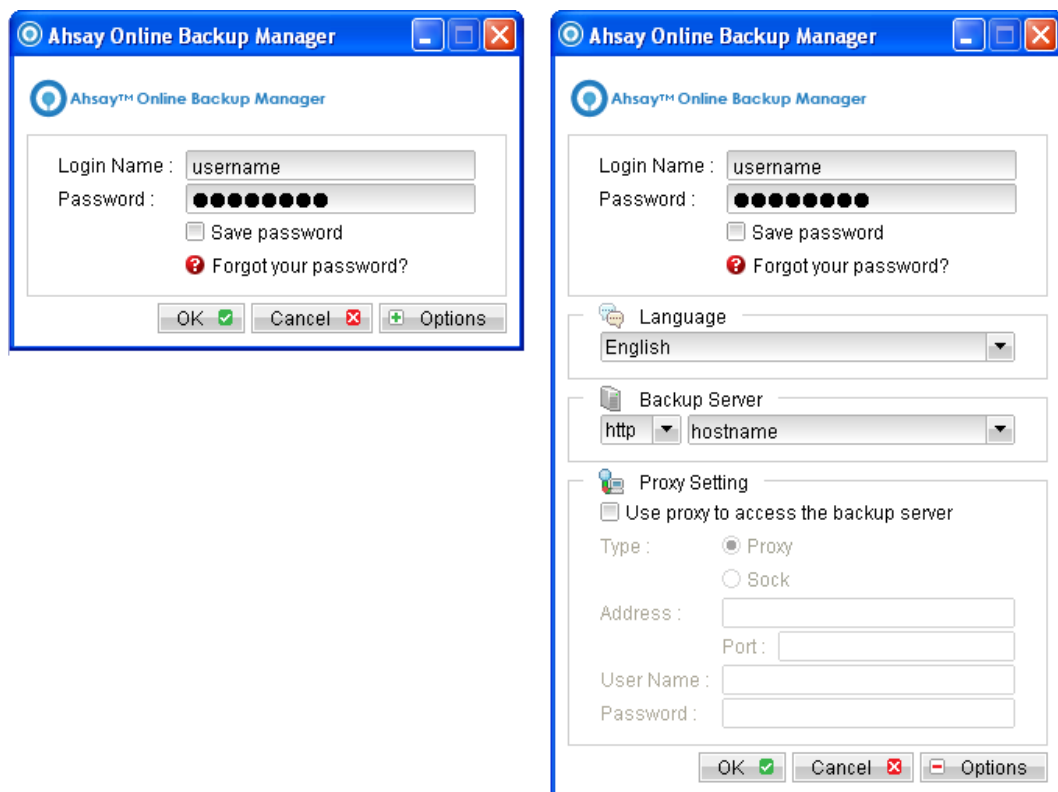 Ahsay Online Backup Manager
Ahsay™ Online Backup Manager
Login Name : username
Password : ●●●●●●●●
Save password
Forgot your password?
OK Cancel Options
Ahsay Online Backup Manager
Ahsay™ Online Backup Manager
Login Name : username
Password : ●●●●●●●●
Save password
Forgot your password?
Language
English
Backup Server
http hostname
Proxy Setting
Use proxy to access the backup server
Type : Proxy
Sock
Address :
Port :
User Name :
Password :
OK Cancel Options